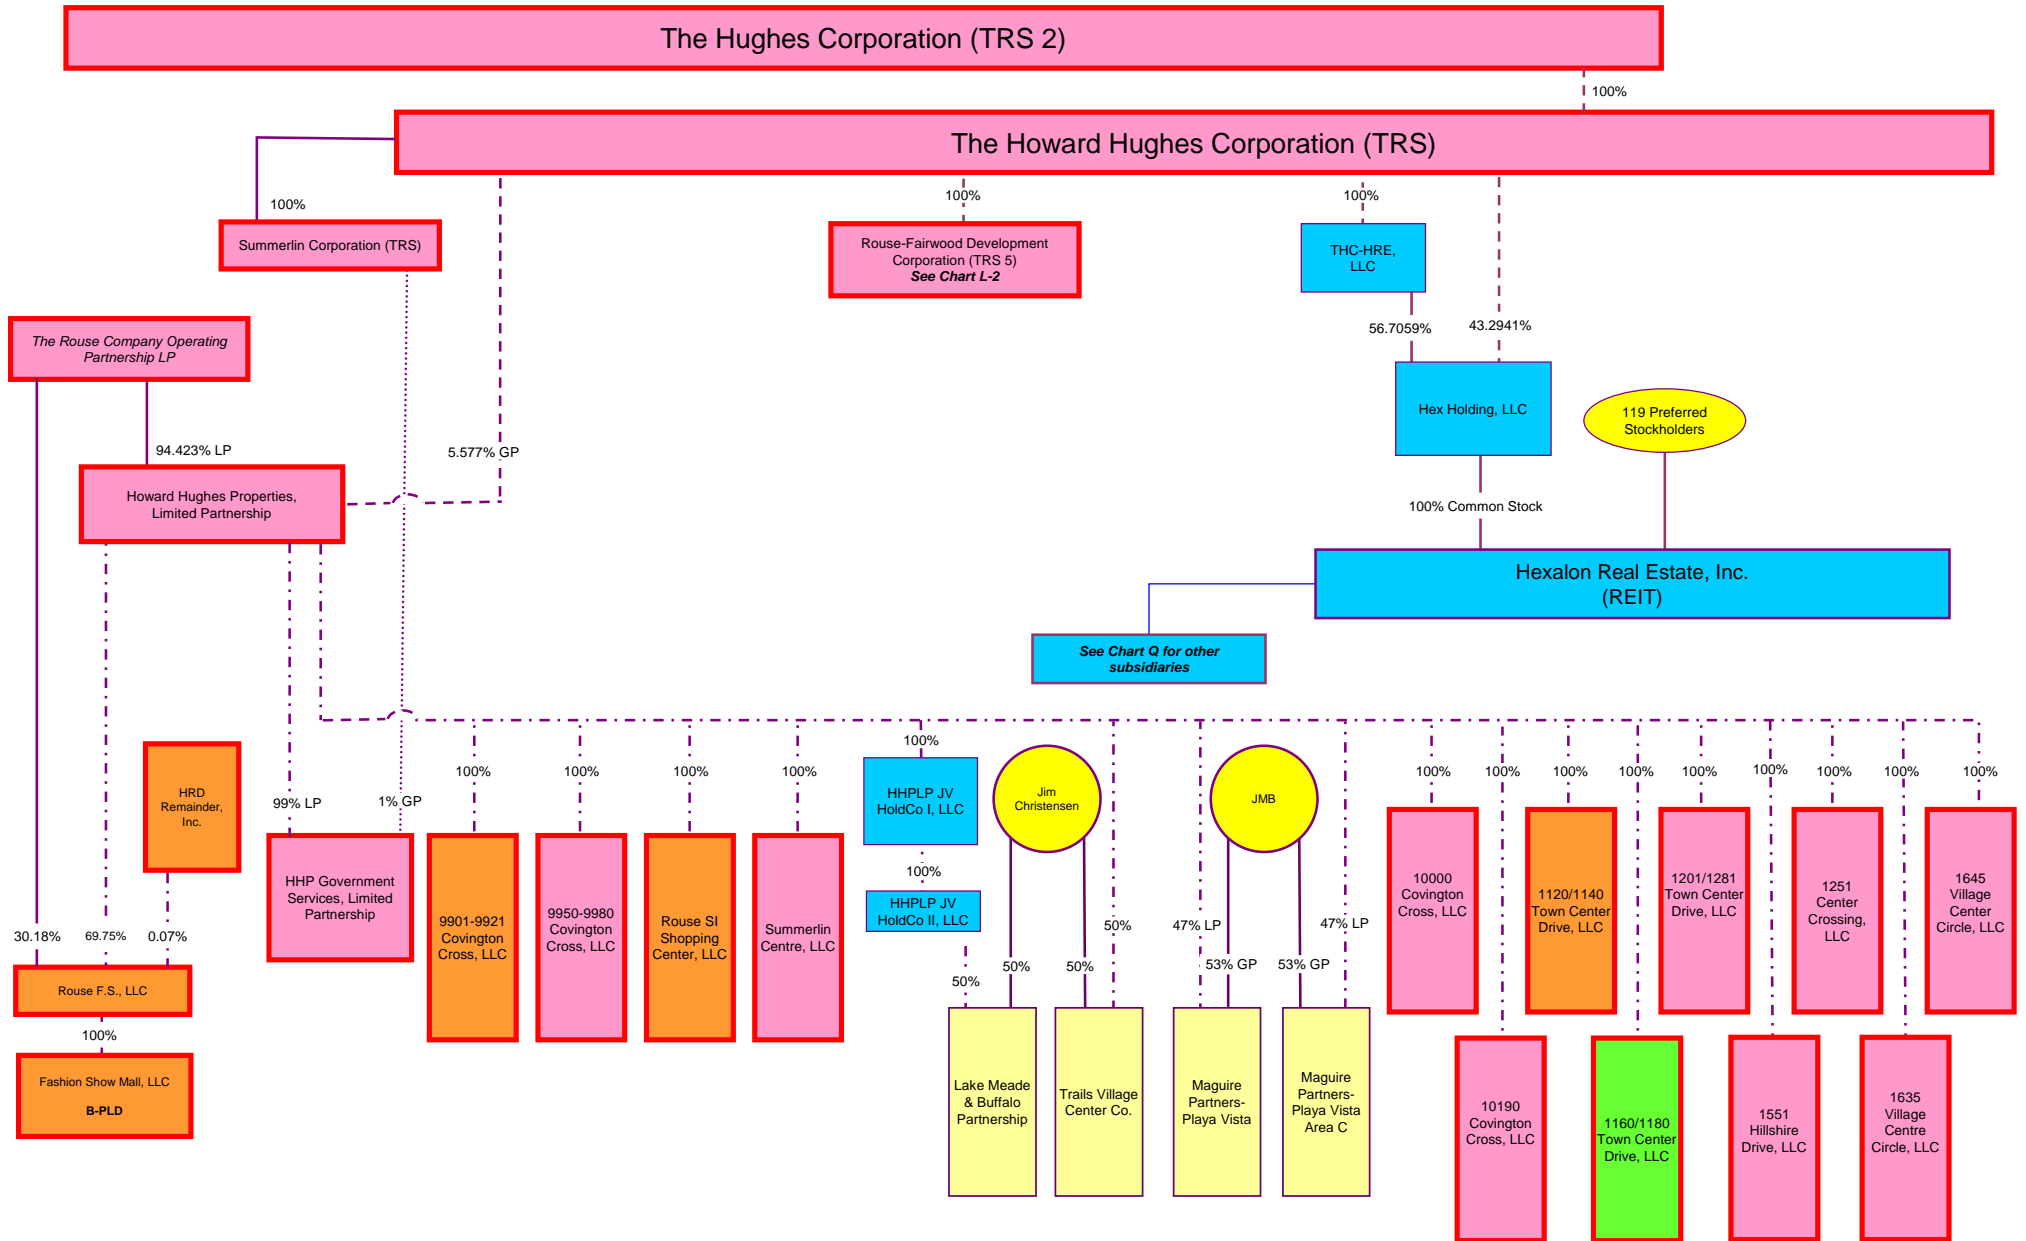 The Hughes Corporation (TRS 2)
100%
The Howard Hughes Corporation (TRS)
100%
100%
100%
Summerlin Corporation (TRS)
Rouse-Fairwood Development
Corporation (TRS 5)
See Chart L-2
THC-HRE,
LLC
The Rouse Company Operating
Partnership LP
56.7059%
43.2941%
Hex Holding, LLC
119 Preferred
Stockholders
94.423% LP
5.577% GP
Howard Hughes Properties,
Limited Partnership
100% Common Stock
Hexalon Real Estate, Inc.
(REIT)
See Chart Q for other
subsidiaries
HRD
Remainder,
Inc.
99% LP
1% GP
100%
100%
100%
100%
100%
HHPLP JV
HoldCo I, LLC
100%
HHPLP JV
HoldCo II, LLC
Jim
Christensen
JMB
100%
100%
100%
100%
100%
100%
100%
100%
100%
30.18%
69.75%
0.07%
Rouse F.S., LLC
100%
Fashion Show Mall, LLC
B-PLD
HHP Government
Services, Limited
Partnership
9901-9921
Covington
Cross, LLC
9950-9980
Covington
Cross, LLC
Rouse SI
Shopping
Center, LLC
Summerlin
Centre, LLC
50%
50%
50%
50%
47% LP
53% GP
53% GP
47% LP
Lake Meade
& Buffalo
Partnership
Trails Village
Center Co.
Maguire
Partners-
Playa Vista
Maguire
Partners-
Playa Vista
Area C
10000
Covington
Cross, LLC
1120/1140
Town Center
Drive, LLC
1201/1281
Town Center
Drive, LLC
1251
Center
Crossing,
LLC
1645
Village
Center
Circle, LLC
10190
Covington
Cross, LLC
1160/1180
Town Center
Drive, LLC
1551
Hillshire
Drive, LLC
1635
Village
Centre
Circle, LLC